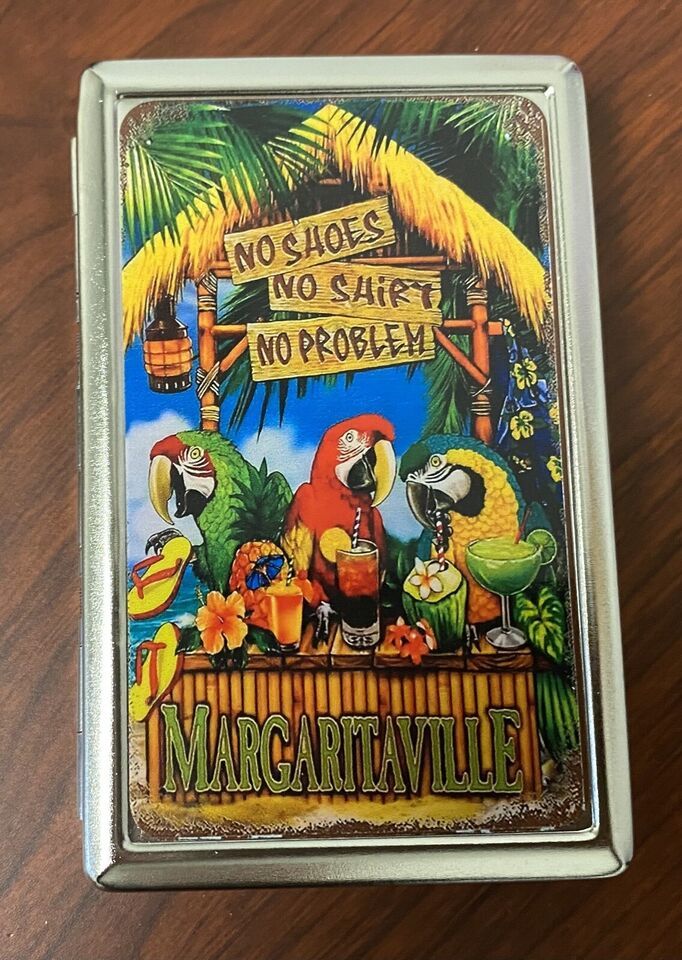 NO SHOES
NO SHIRT
NO PROBLEM
MARGARITAVILLE